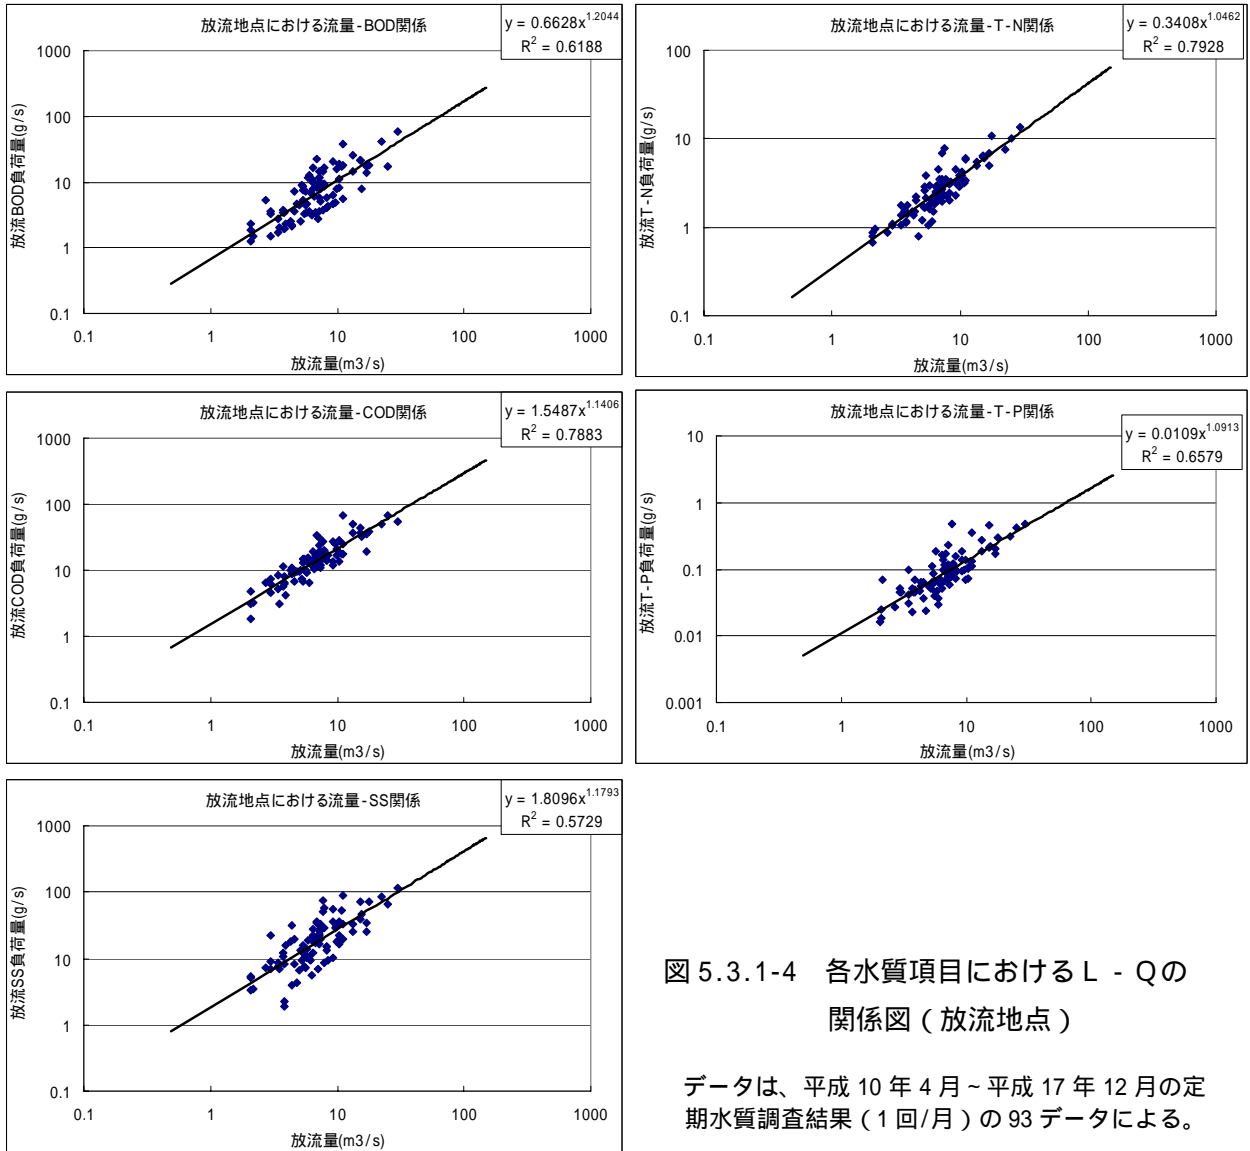 放流地点における流量-BOD関係
y = 0.6628x^1.2044
R² = 0.6188
1000
100
10
1
0.1
0.1 1 10 100 1000
放流BOD負荷量(g/s)
放流量(m3/s)
放流地点における流量-T-N関係
y = 0.3408x^1.0462
R² = 0.7928
100
10
1
0.1
0.1 1 10 100 1000
放流T-N負荷量(g/s)
放流量(m3/s)
放流地点における流量-COD関係
y = 1.5487x^1.1406
R² = 0.7883
1000
100
10
1
0.1
0.1 1 10 100 1000
放流COD負荷量(g/s)
放流量(m3/s)
放流地点における流量-T-P関係
y = 0.0109x^1.0913
R² = 0.6579
10
1
0.1
0.01
0.001
0.1 1 10 100 1000
放流T-P負荷量(g/s)
放流量(m3/s)
放流地点における流量-SS関係
y = 1.8096x^1.1793
R² = 0.5729
1000
100
10
1
0.1
0.1 1 10 100 1000
放流SS負荷量(g/s)
放流量(m3/s)
図 5.3.1-4 各水質項目におけるL - Qの
関係図（放流地点）
データは、平成 10 年 4 月~平成 17 年 12 月の定
期水質調査結果（1 回/月）の 93 データによる。